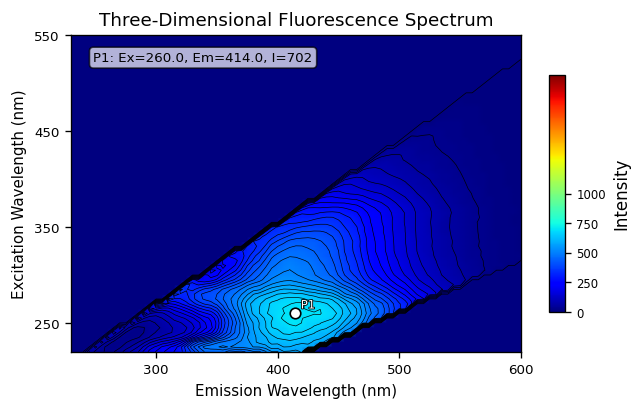 Three-Dimensional Fluorescence Spectrum
P1: Ex=260.0, Em=414.0, I=702
550
450
350
250
Excitation Wavelength (nm)
P1
300
400
500
600
Emission Wavelength (nm)
1000
750
500
250
0
Intensity